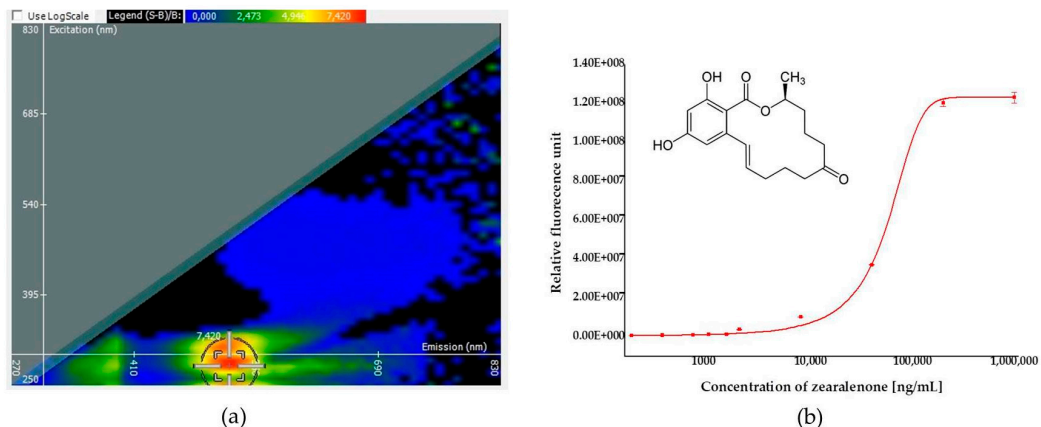 Use LogScale
Legend (S-B)/B:
0,000
2,473
4,946
7,420
830
Excitation (nm)
685
540
395
250
7,420
Emission (nm)
270
410
690
830
(a)
1.40E+008
1.20E+008
1.00E+008
8.00E+007
6.00E+007
4.00E+007
2.00E+007
0.00E+000
Relative fluorecence unit
OH
O
CH3
O
HO
O
1000
10,000
100,000
1,000,000
Concentration of zearalenone [ng/mL]
(b)